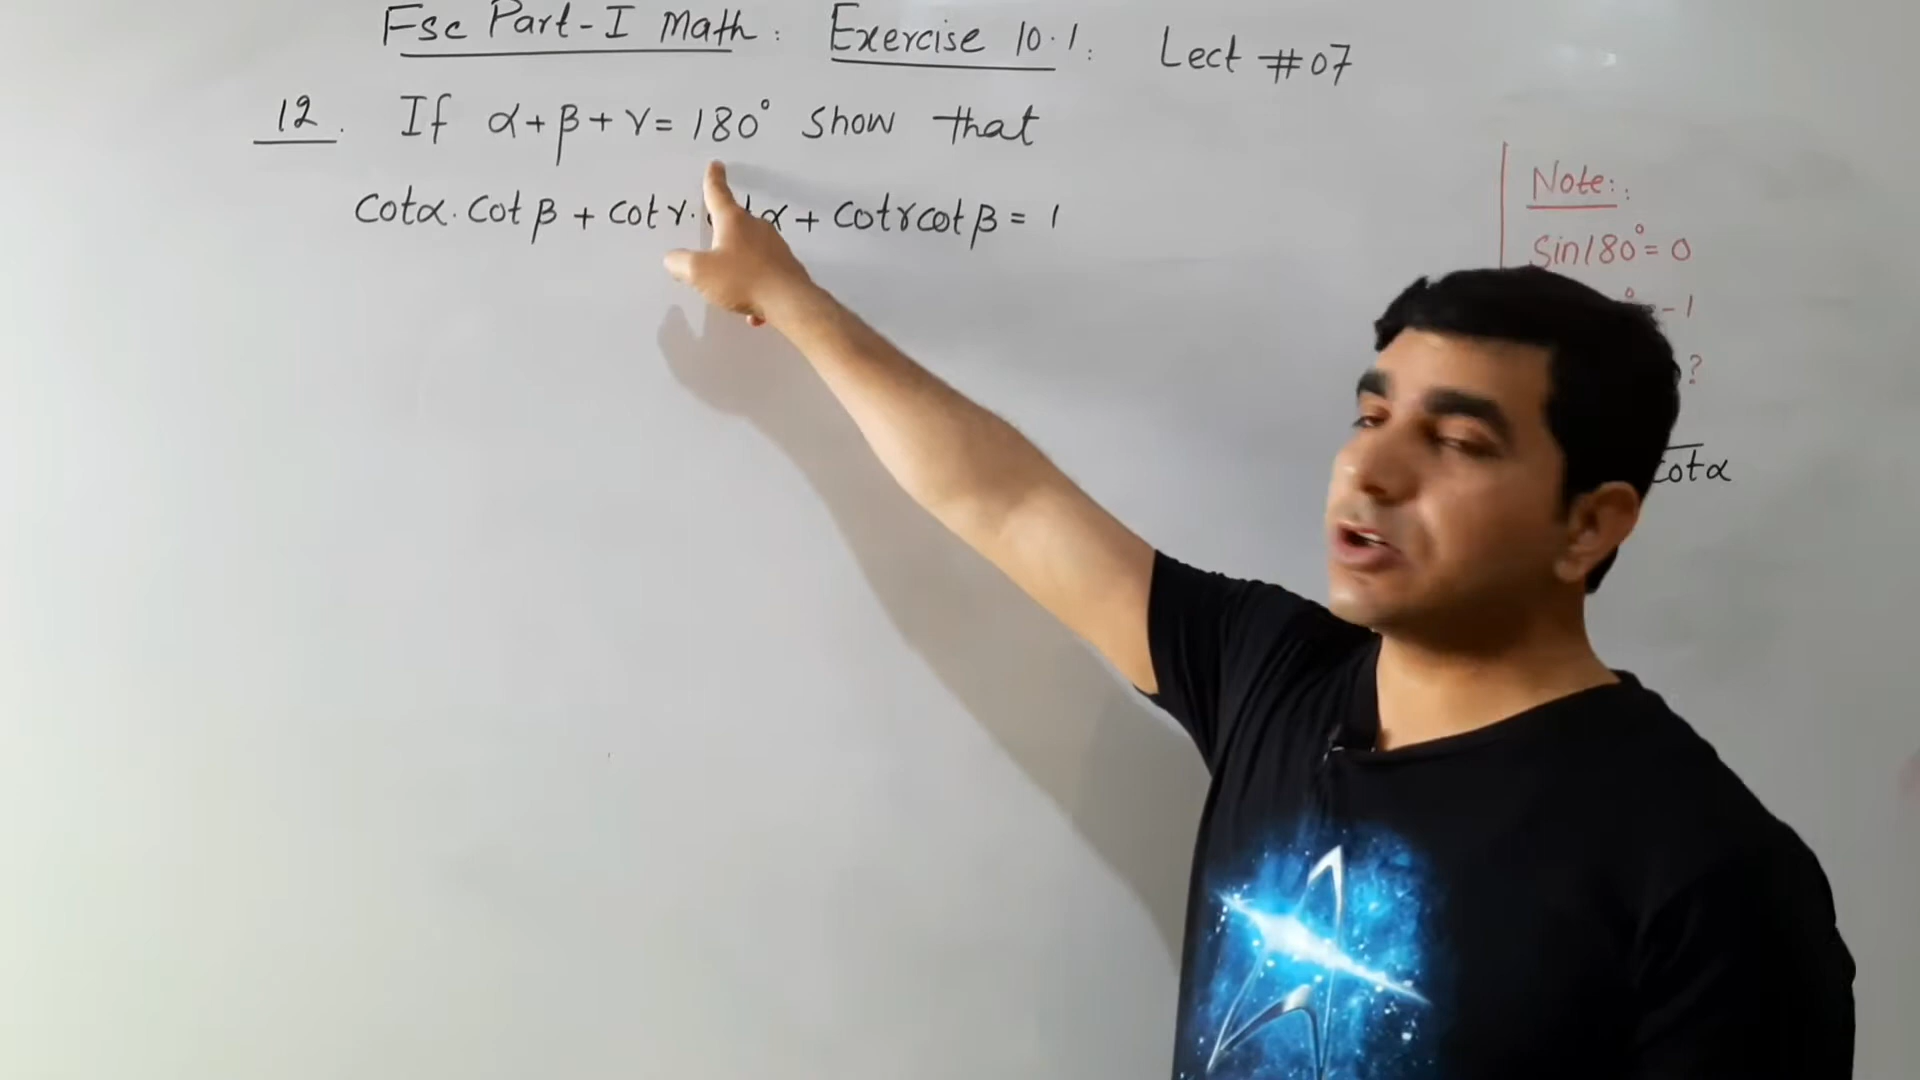 Fsc Part-I Math: Exercise 10.1: Lect #07
12. If α+β+γ=180° show that
Cotα.Cotβ + Cotγ. α + Cotγcotβ = 1
Note::
Sin180°=0
° -1
?
cotα